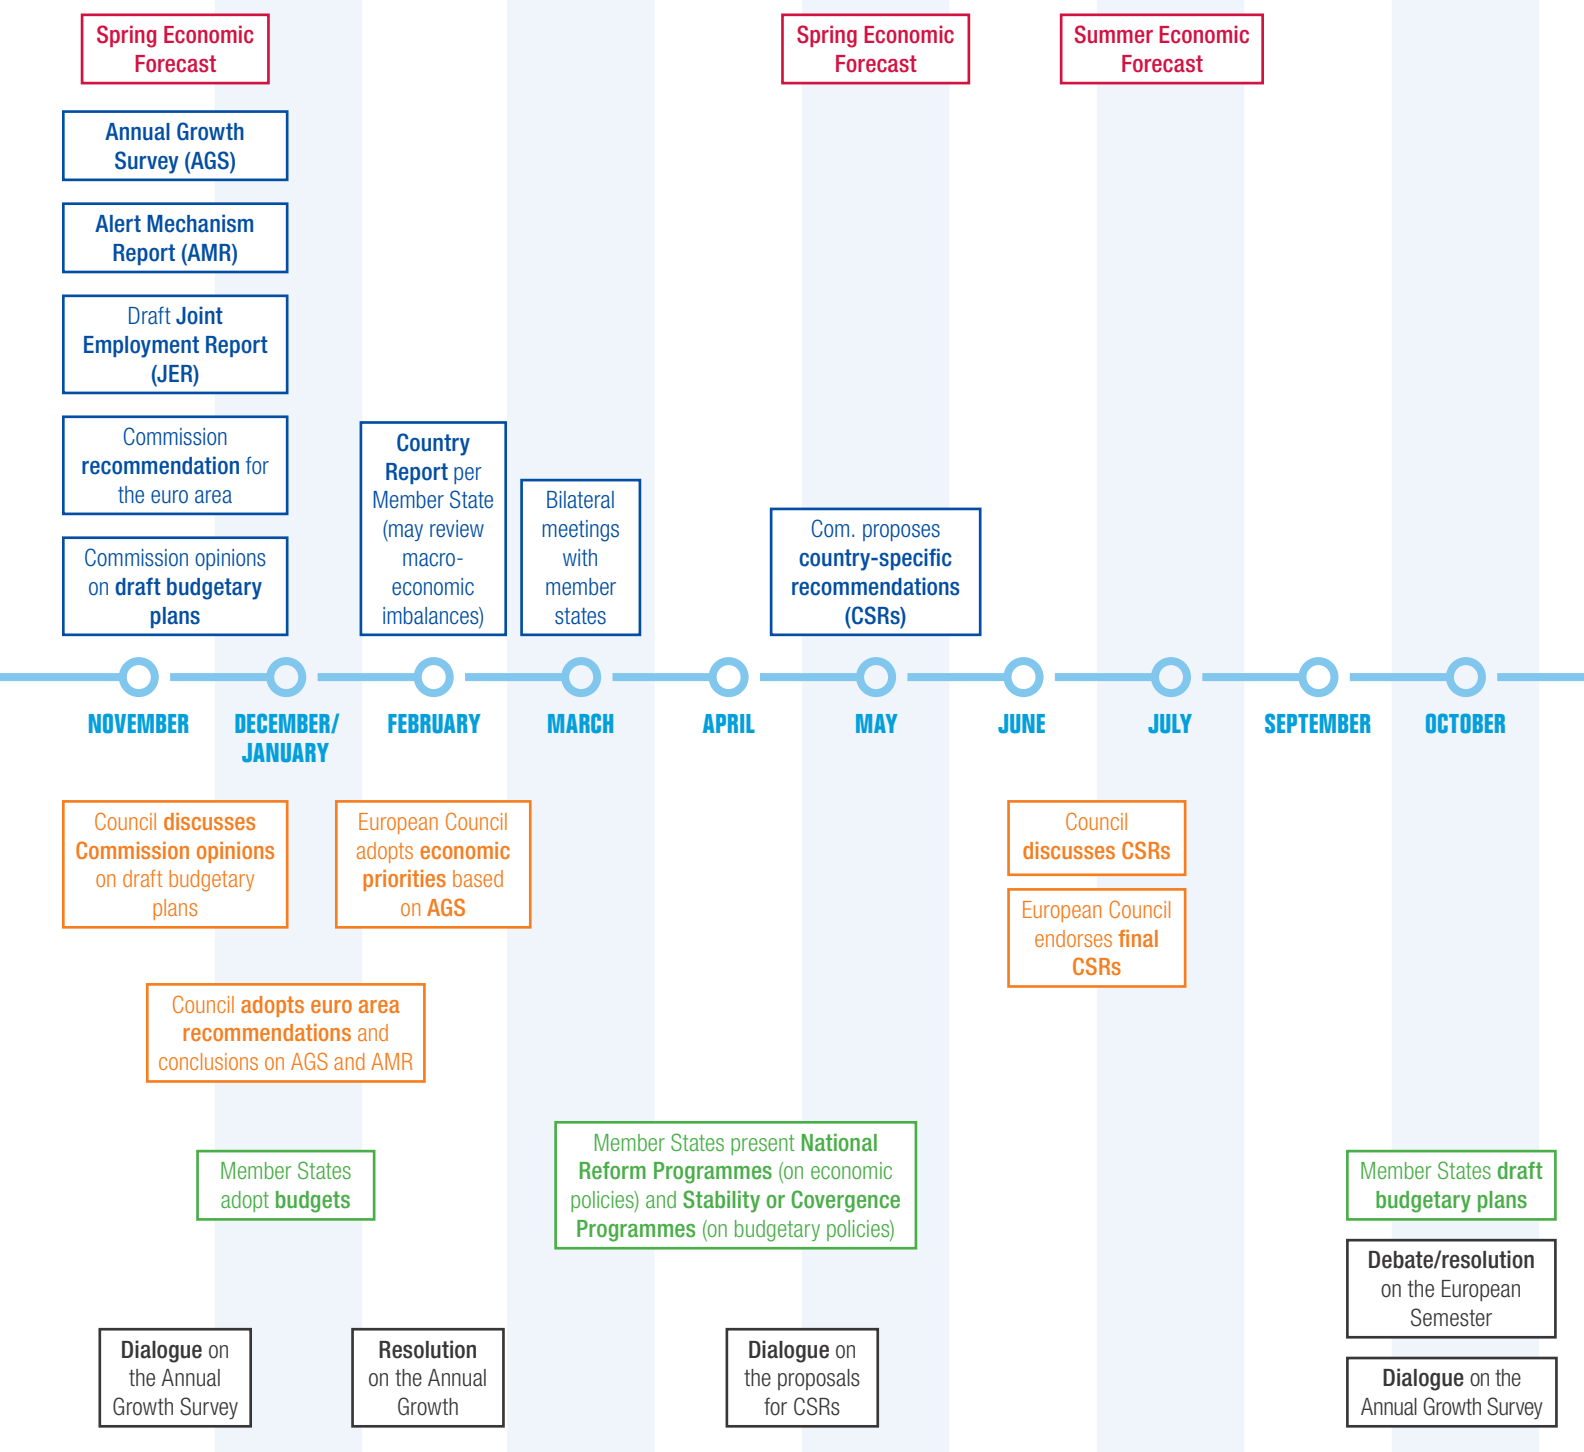 Spring Economic
Forecast
Spring Economic
Forecast
Summer Economic
Forecast
Annual Growth
Survey (AGS)
Alert Mechanism
Report (AMR)
Draft Joint
Employment Report
(JER)
Commission
recommendation for
the euro area
Commission opinions
on draft budgetary
plans
Country
Report per
Member State
(may review
macro-
economic
imbalances)
Bilateral
meetings
with
member
states
Com. proposes
country-specific
recommendations
(CSRs)
NOVEMBER
DECEMBER/
JANUARY
FEBRUARY
MARCH
APRIL
MAY
JUNE
JULY
SEPTEMBER
OCTOBER
Council discusses
Commission opinions
on draft budgetary
plans
European Council
adopts economic
priorities based
on AGS
Council
discusses CSRs
European Council
endorses final
CSRs
Council adopts euro area
recommendations and
conclusions on AGS and AMR
Member States
adopt budgets
Member States present National
Reform Programmes (on economic
policies) and Stability or Covergence
Programmes (on budgetary policies)
Member States draft
budgetary plans
Debate/resolution
on the European
Semester
Dialogue on
the Annual
Growth Survey
Resolution
on the Annual
Growth
Dialogue on
the proposals
for CSRs
Dialogue on the
Annual Growth Survey